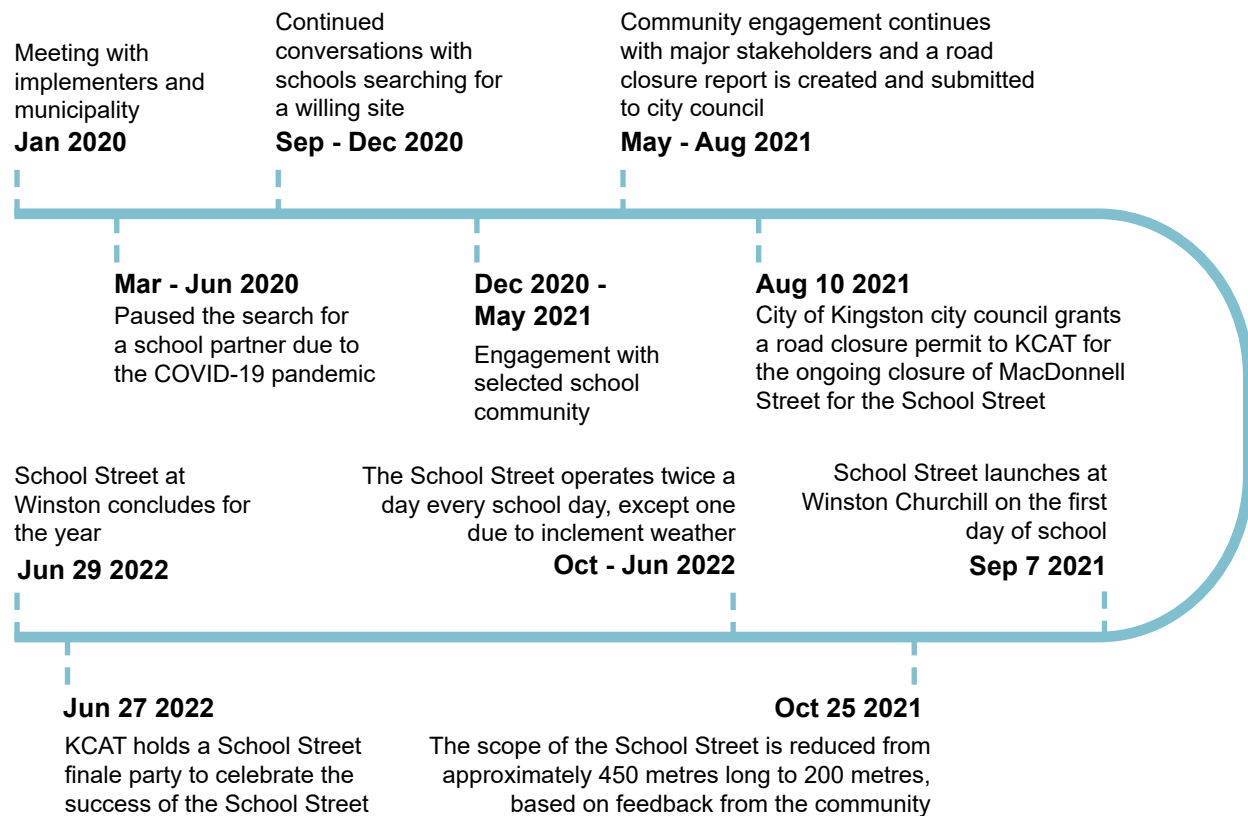 Meeting with
implementers and
municipality
Jan 2020
Mar - Jun 2020
Paused the search for
a school partner due to
the COVID-19 pandemic
Continued
conversations with
schools searching for
a willing site
Sep - Dec 2020
Dec 2020 -
May 2021
Engagement with
selected school
community
Community engagement continues
with major stakeholders and a road
closure report is created and submitted
to city council
May - Aug 2021
Aug 10 2021
City of Kingston city council grants
a road closure permit to KCAT for
the ongoing closure of MacDonnell
Street for the School Street
School Street launches at
Winston Churchill on the first
day of school
Sep 7 2021
Oct 25 2021
The scope of the School Street is reduced from
approximately 450 metres long to 200 metres,
based on feedback from the community
The School Street operates twice a
day every school day, except one
due to inclement weather
Oct - Jun 2022
Jun 27 2022
KCAT holds a School Street
finale party to celebrate the
success of the School Street
School Street at
Winston concludes for
the year
Jun 29 2022